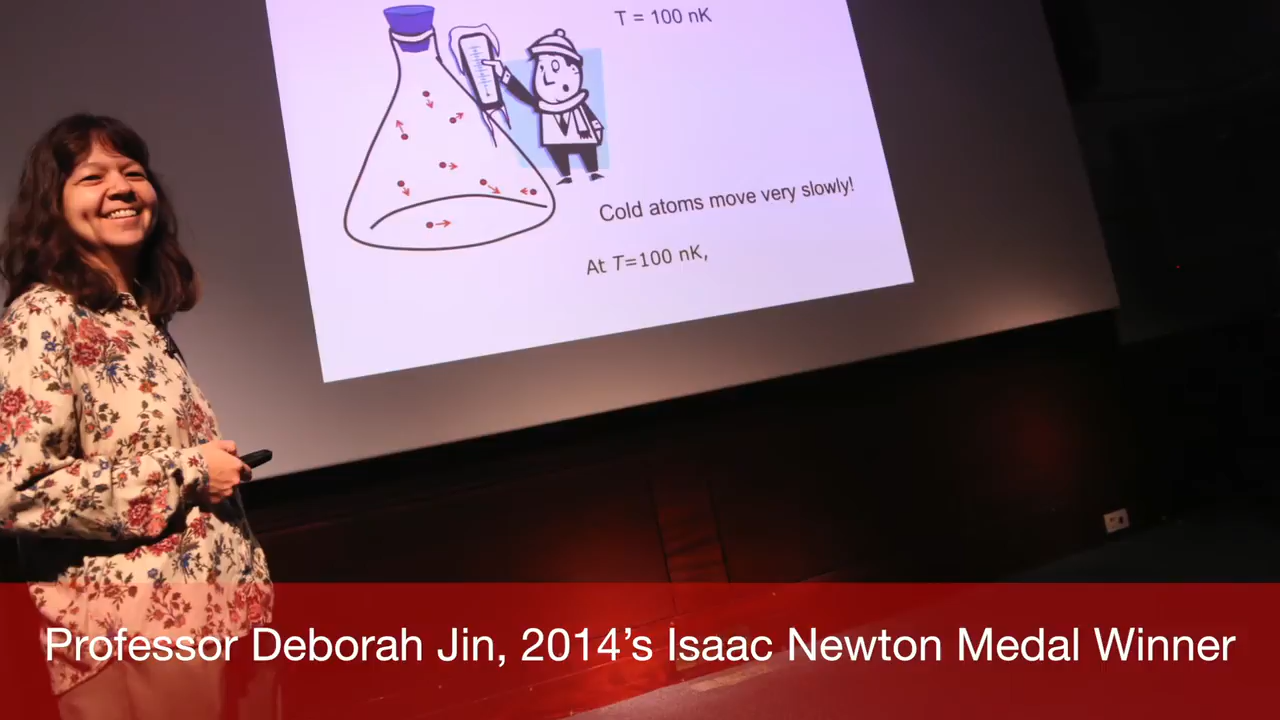 T = 100 nK
Cold atoms move very slowly!
At T=100 nK,
Professor Deborah Jin, 2014’s Isaac Newton Medal Winner